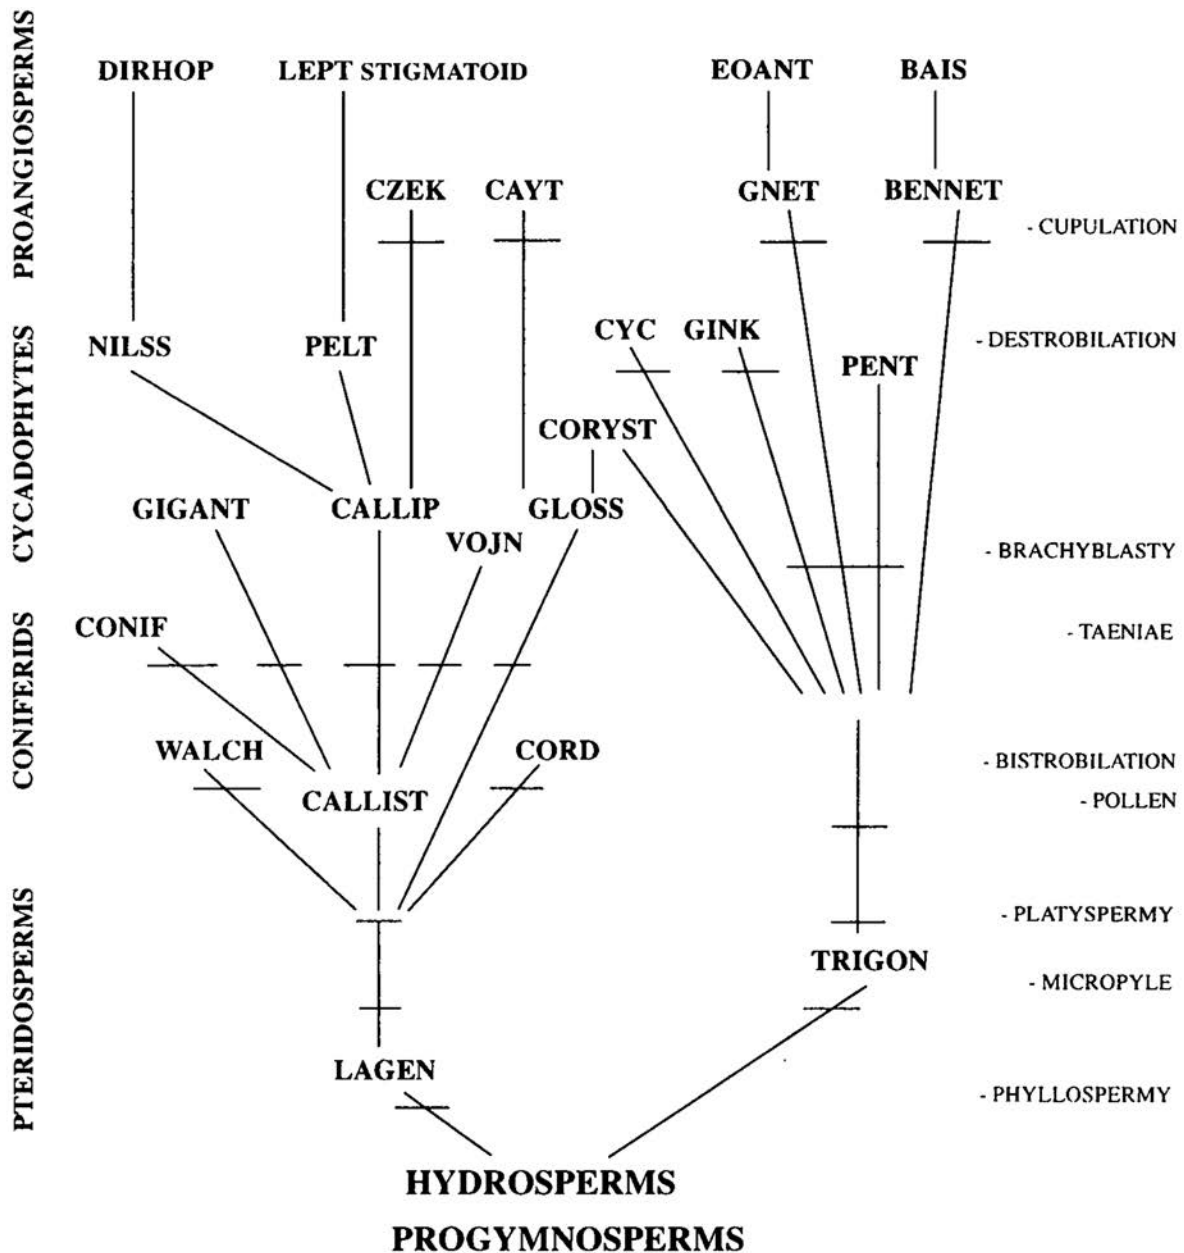 PROANGIOSPERMS
CYCADOPHYTES
CONIFERIDS
PTERIDOSPERMS
DIRHOP LEPT STIGMATOID EOANT BAIS
CZEK CAYT GNET BENNET
- CUPULATION
NILSS PELT CYC GINK PENT
- DESTROBILATION
CORYST
GIGANT CALLIP GLOSS
VOJN
- BRACHYBLASTY
CONIF
- TAENIAE
WALCH CORD
- BISTROBILATION
CALLIST
- POLLEN
- PLATYSPERMY
TRIGON
- MICROPYLE
LAGEN
- PHYLLOSPERMY
HYDROSPERMS
PROGYMNOSPERMS